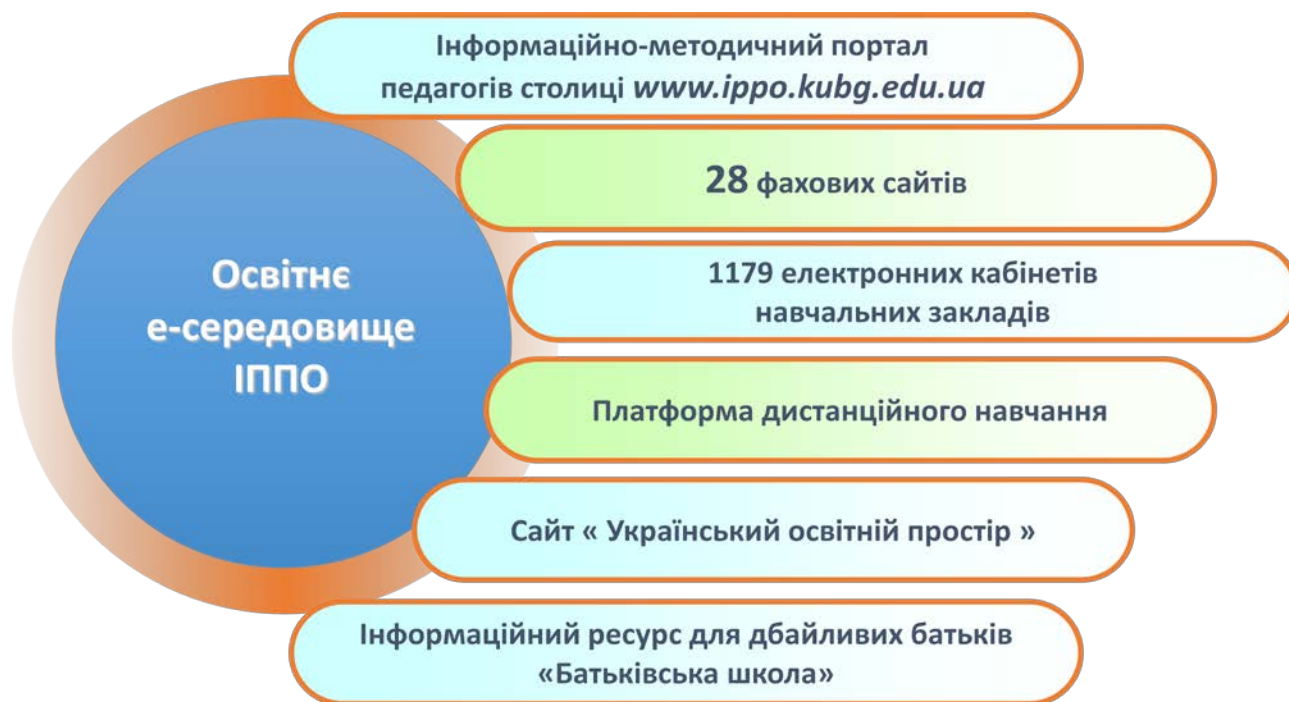 Інформаційно-методичний портал
педагогів столиці www.ippo.kubg.edu.ua
28 фахових сайтів
Освітнє
е-середовище
ІППО
1179 електронних кабінетів
навчальних закладів
Платформа дистанційного навчання
Сайт « Український освітній простір »
Інформаційний ресурс для дбайливих батьків
«Батьківська школа»